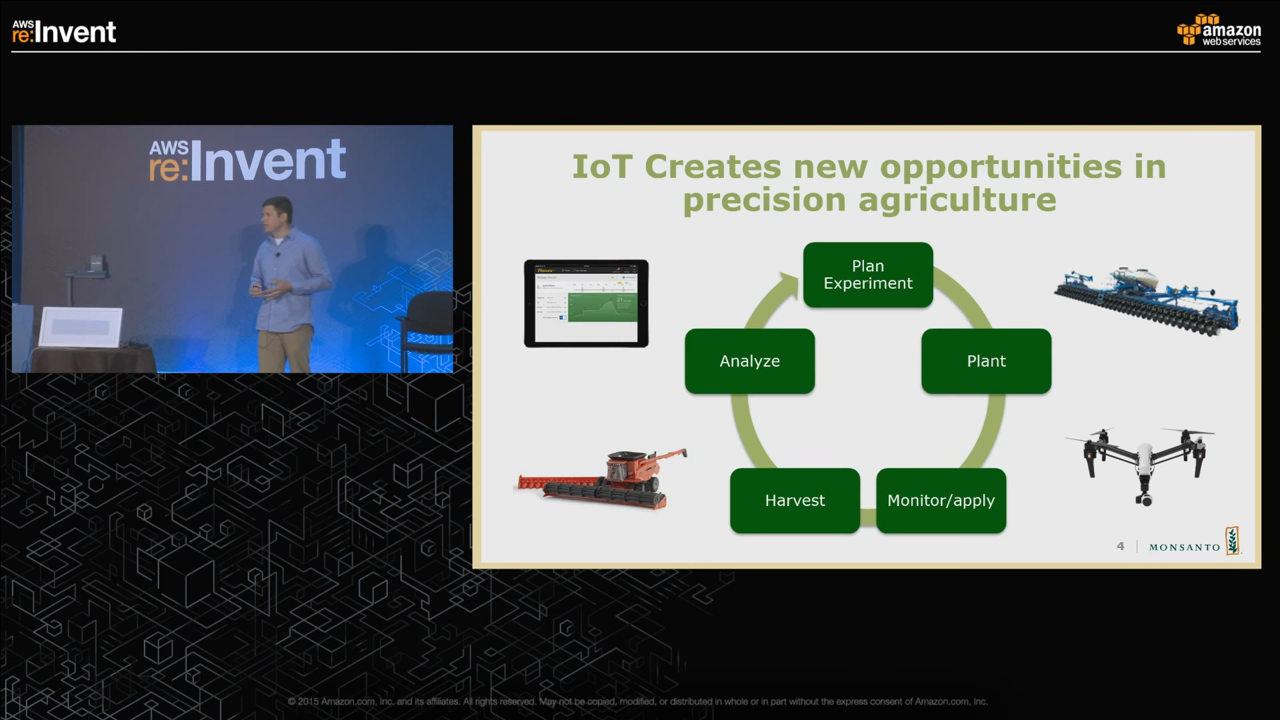 AWS
re:Invent
amazon
web services
AWS
re:Invent
IoT Creates new opportunities in
precision agriculture
Plan
Experiment
Analyze
Plant
Harvest
Monitor/apply
4
MONSANTO
© 2015 Amazon.com, Inc. and its affiliates. All rights reserved. May not be copied, modified, or distributed in whole or in part without the express consent of Amazon.com, Inc.